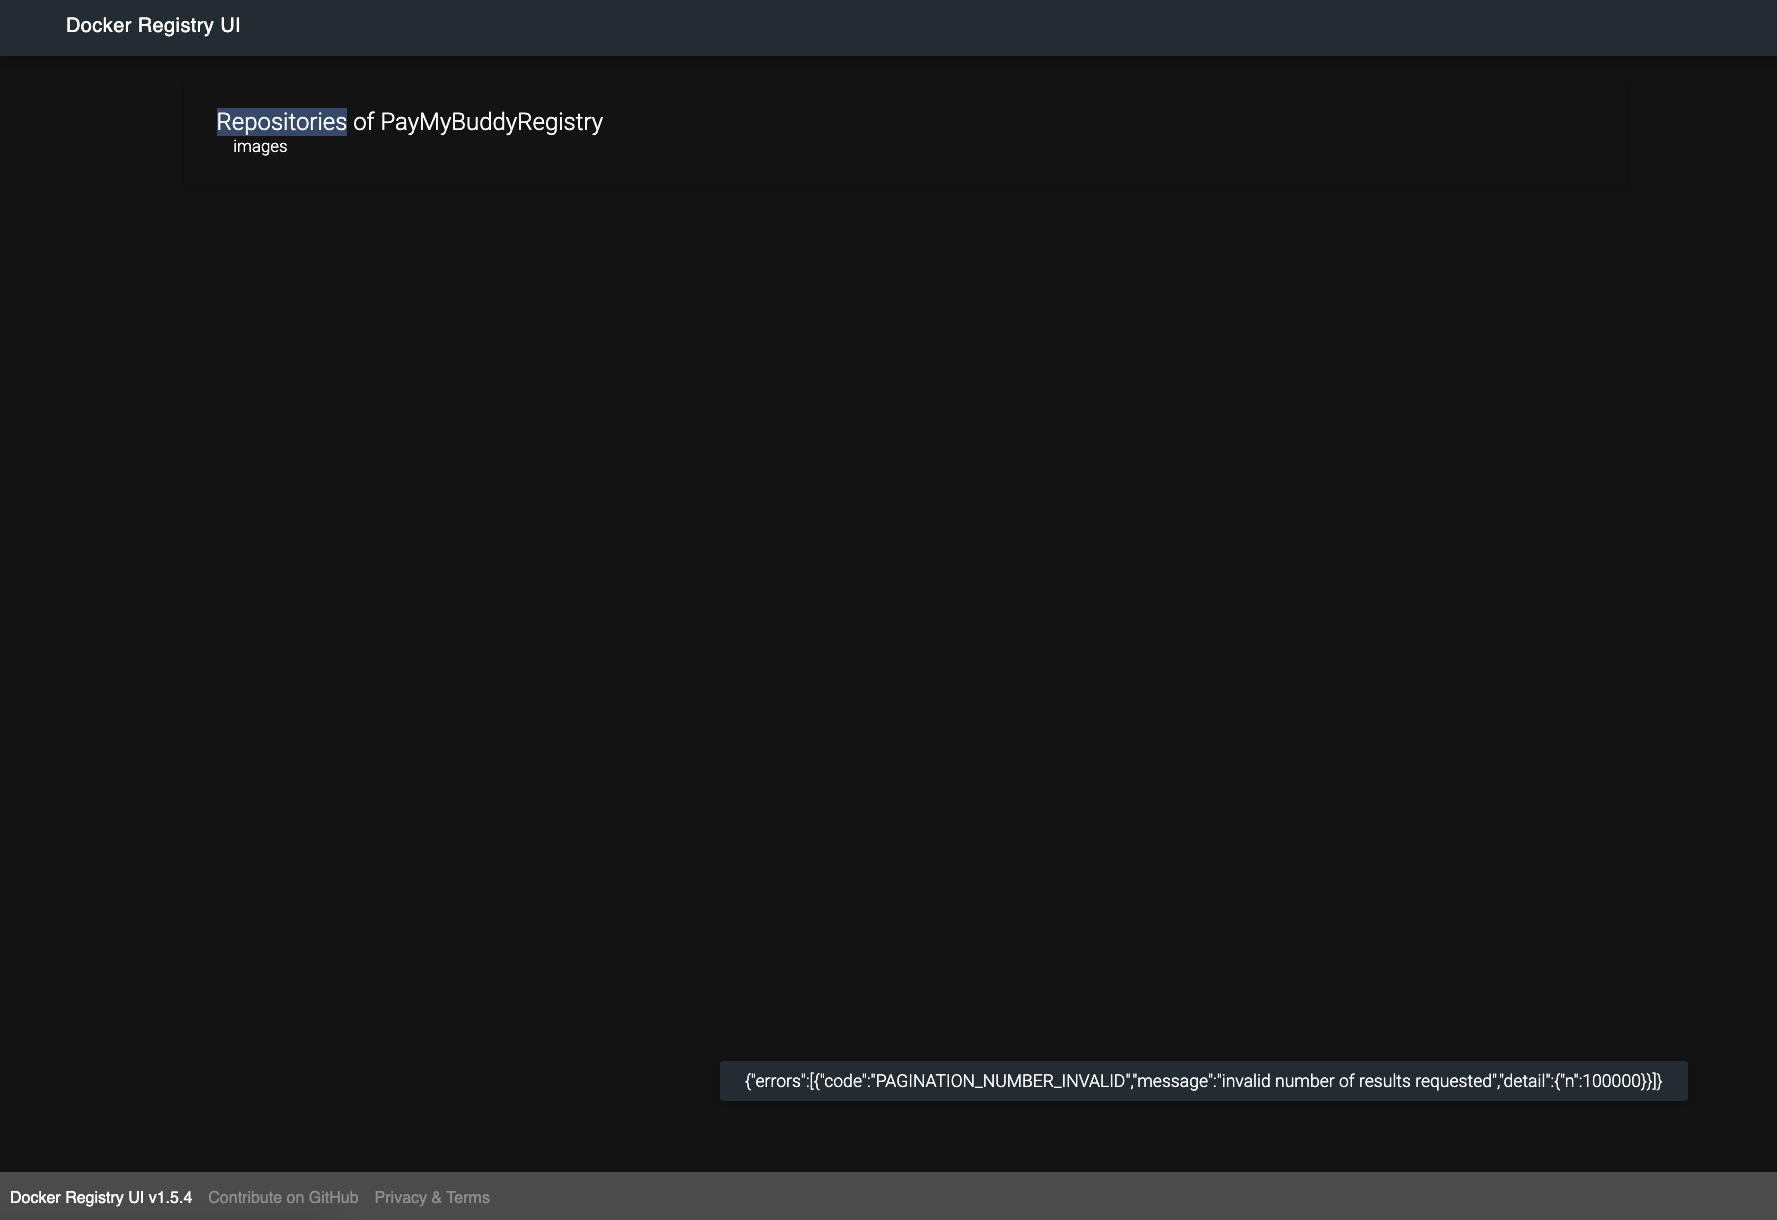 Docker Registry UI
Repositories of PayMyBuddyRegistry
images
{"errors":[{"code":"PAGINATION_NUMBER_INVALID","message":"invalid number of results requested","detail":{"n":100000}}]}
Docker Registry UI v1.5.4 Contribute on GitHub Privacy & Terms